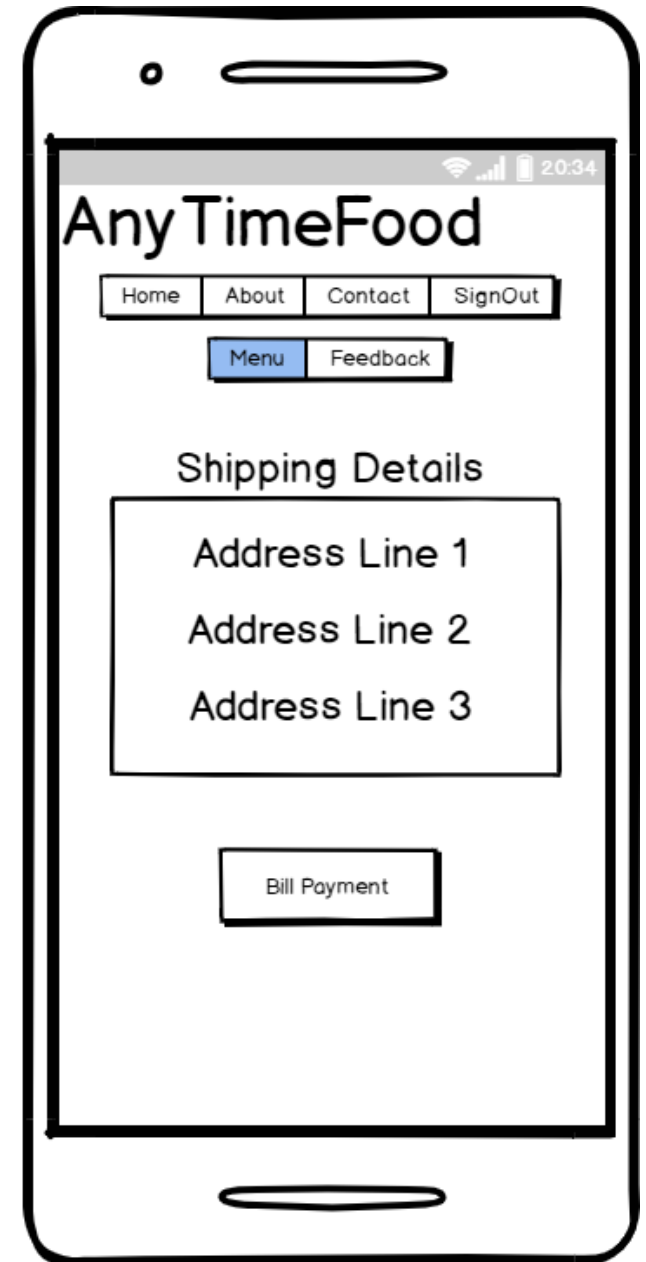 20:34
AnyTimeFood
Home About Contact SignOut
Menu Feedback
Shipping Details
Address Line 1
Address Line 2
Address Line 3
Bill Payment